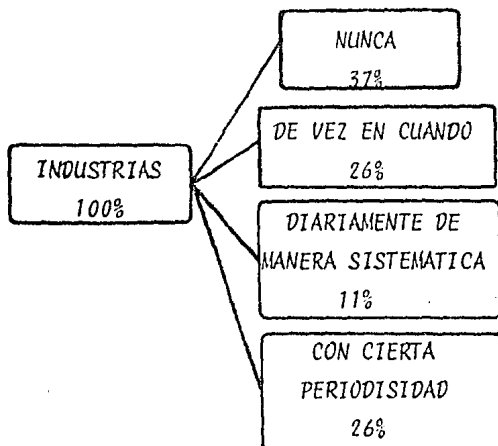 NUNCA
37%
DE VEZ EN CUANDO
26%
INDUSTRIAS
100%
DIARIAMENTE DE
MANERA SISTEMATICA
11%
CON CIERTA
PERIODISIDAD
26%